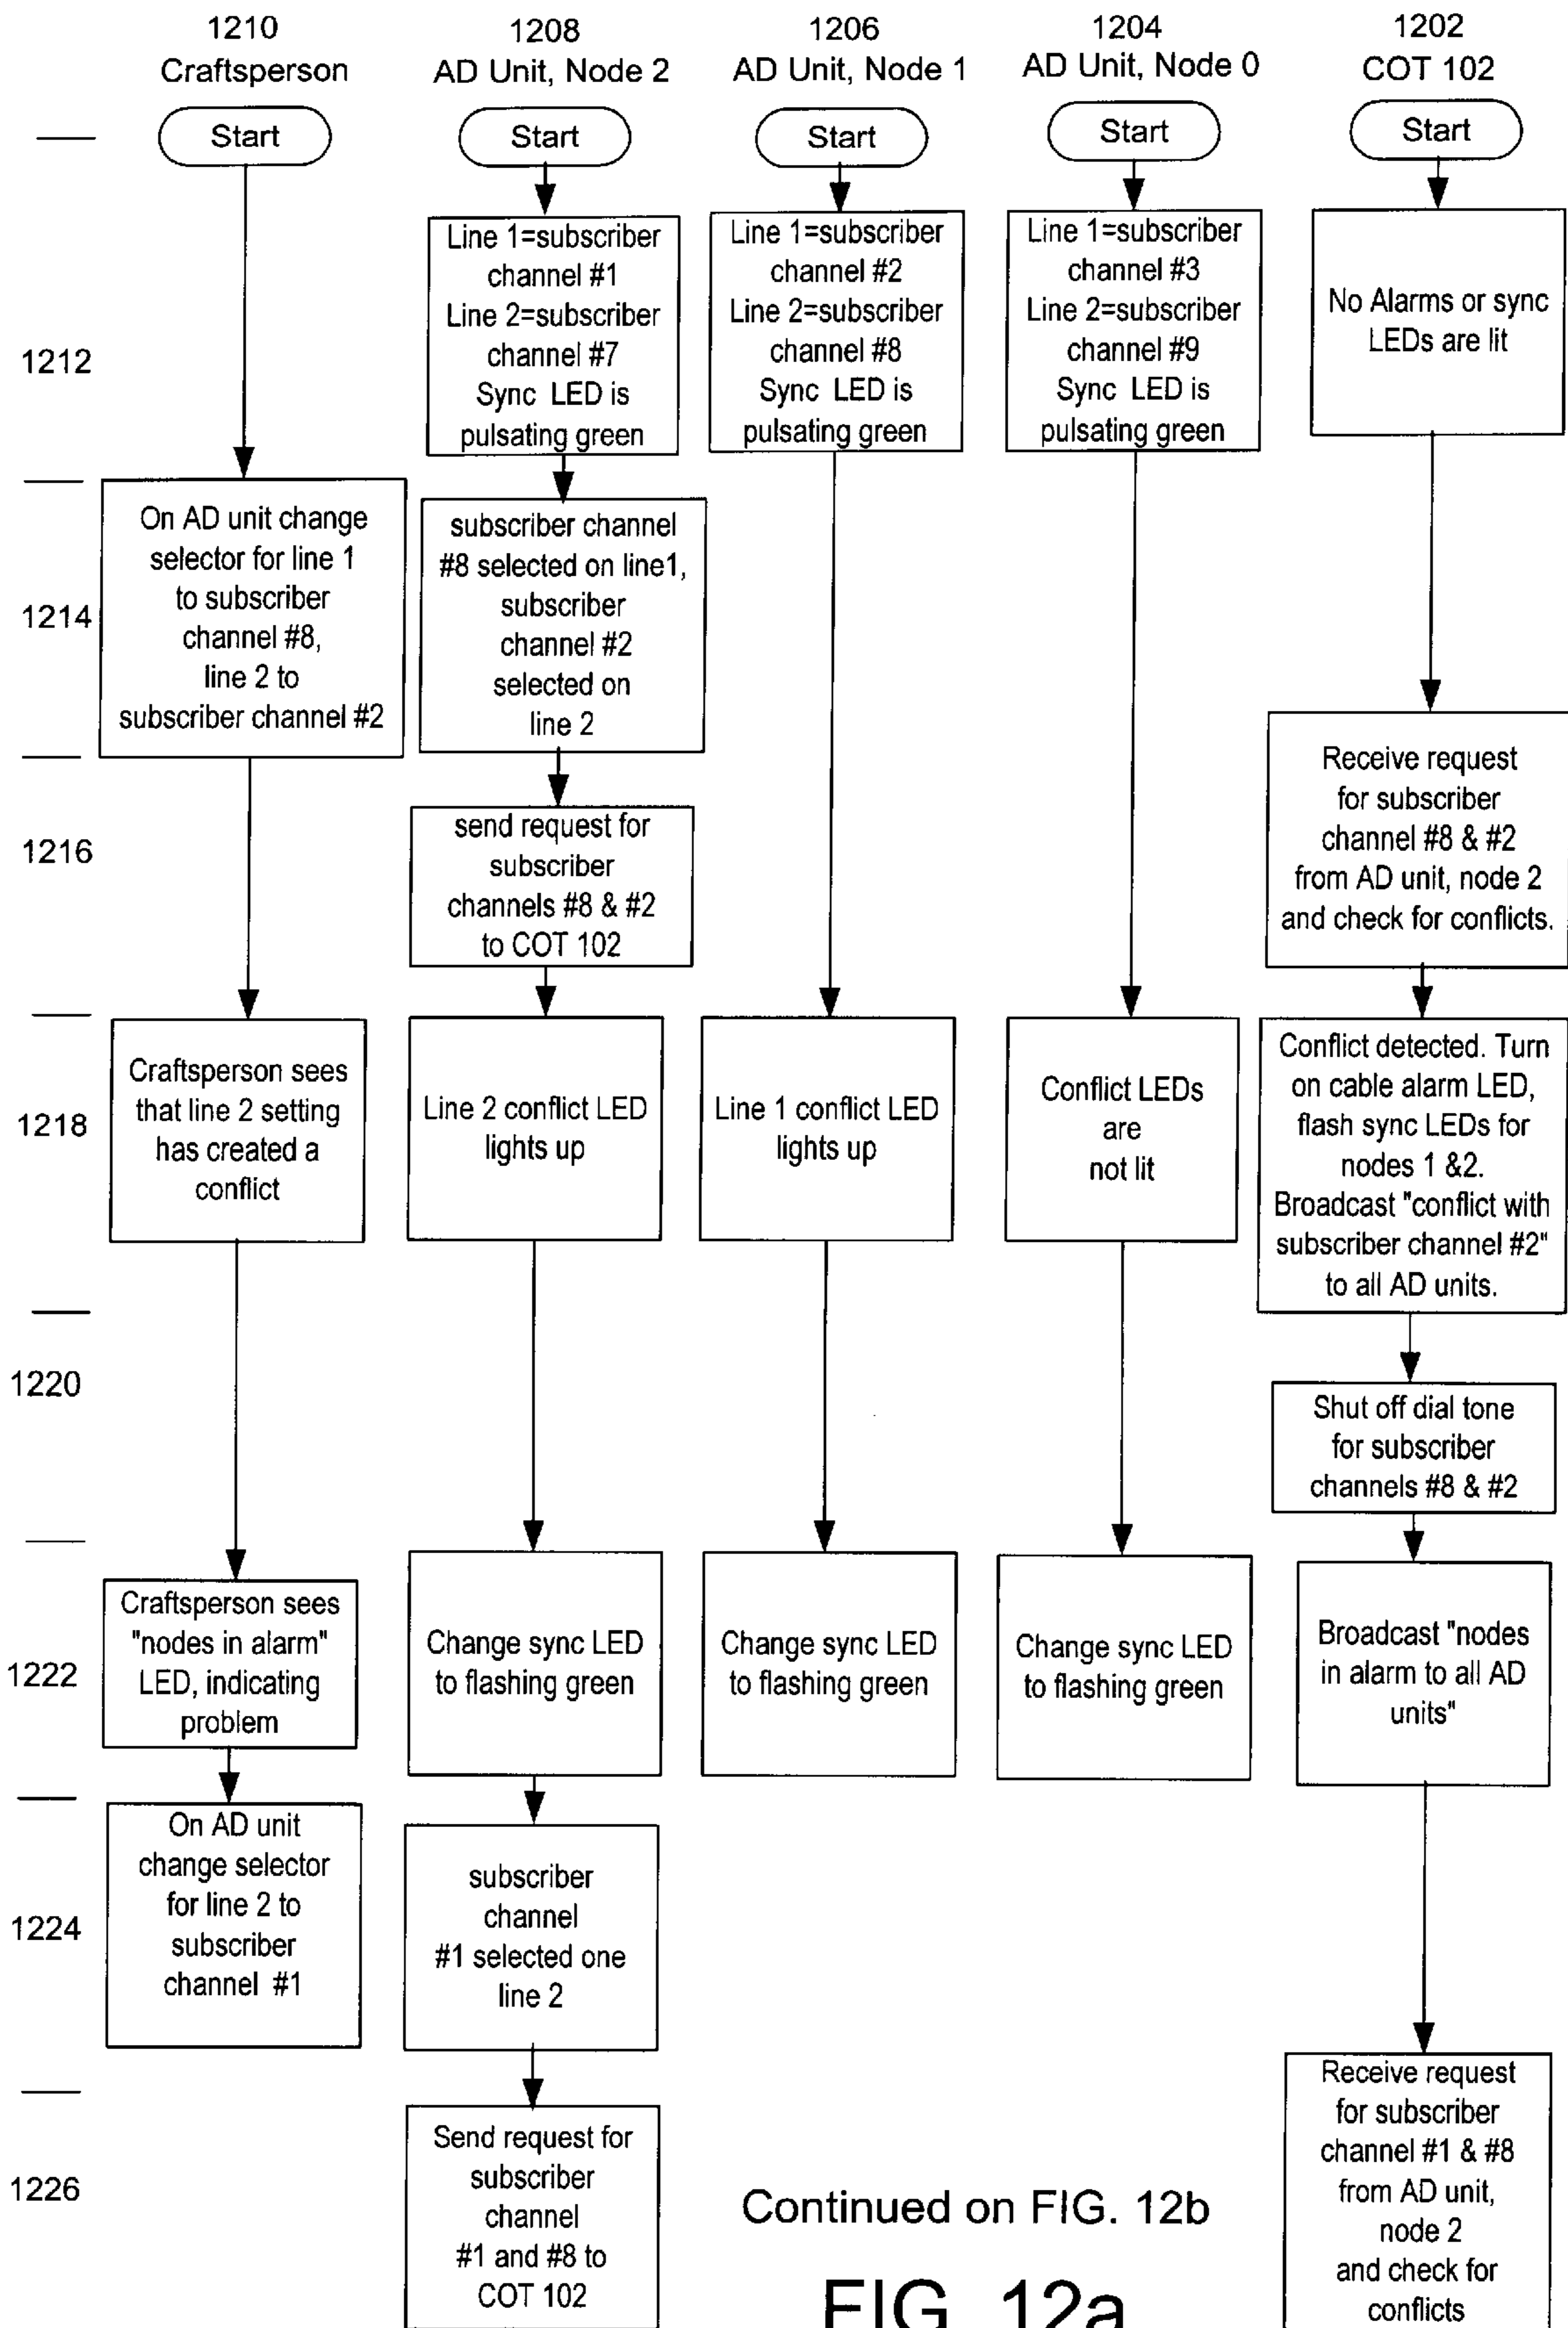 1210
Craftsperson
1208
AD Unit, Node 2
1206
AD Unit, Node 1
1204
AD Unit, Node 0
1202
COT 102
Start
Start
Start
Start
Start
1212
Line 1=subscriber
channel #1
Line 2=subscriber
channel #7
Sync LED is
pulsating green
Line 1=subscriber
channel #2
Line 2=subscriber
channel #8
Sync LED is
pulsating green
Line 1=subscriber
channel #3
Line 2=subscriber
channel #9
Sync LED is
pulsating green
No Alarms or sync
LEDs are lit
1214
On AD unit change
selector for line 1
to subscriber
channel #8,
line 2 to
subscriber channel #2
subscriber channel
#8 selected on line1,
subscriber
channel #2
selected on
line 2
1216
send request for
subscriber
channels #8 & #2
to COT 102
Receive request
for subscriber
channel #8 & #2
from AD unit, node 2
and check for conflicts.
1218
Craftsperson sees
that line 2 setting
has created a
conflict
Line 2 conflict LED
lights up
Line 1 conflict LED
lights up
Conflict LEDs
are
not lit
Conflict detected. Turn
on cable alarm LED,
flash sync LEDs for
nodes 1 &2.
Broadcast "conflict with
subscriber channel #2"
to all AD units.
1220
Shut off dial tone
for subscriber
channels #8 & #2
1222
Craftsperson sees
"nodes in alarm"
LED, indicating
problem
Change sync LED
to flashing green
Change sync LED
to flashing green
Change sync LED
to flashing green
Broadcast "nodes
in alarm to all AD
units"
1224
On AD unit
change selector
for line 2 to
subscriber
channel #1
subscriber
channel
#1 selected one
line 2
1226
Send request for
subscriber
channel
#1 and #8 to
COT 102
Receive request
for subscriber
channel #1 & #8
from AD unit,
node 2
and check for
conflicts
Continued on FIG. 12b
FIG. 12a